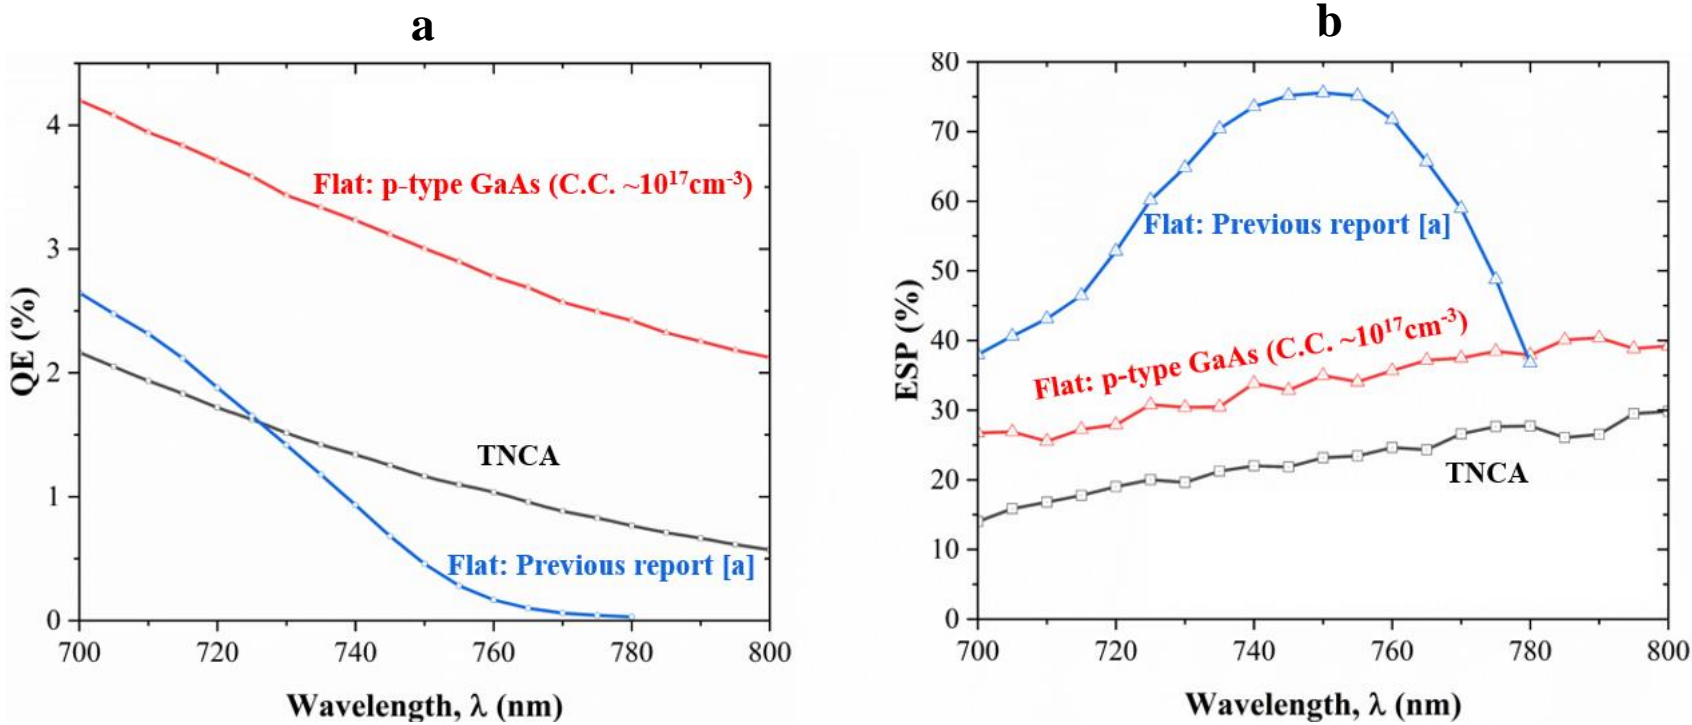 a
QE (%)
4
3
2
1
0
700
720
740
760
780
800
Wavelength, λ (nm)
Flat: p-type GaAs (C.C. ~10¹⁷cm⁻³)
TNCA
Flat: Previous report [a]
b
ESP (%)
80
70
60
50
40
30
20
10
0
700
720
740
760
780
800
Wavelength, λ (nm)
Flat: Previous report [a]
Flat: p-type GaAs (C.C. ~10¹⁷cm⁻³)
TNCA